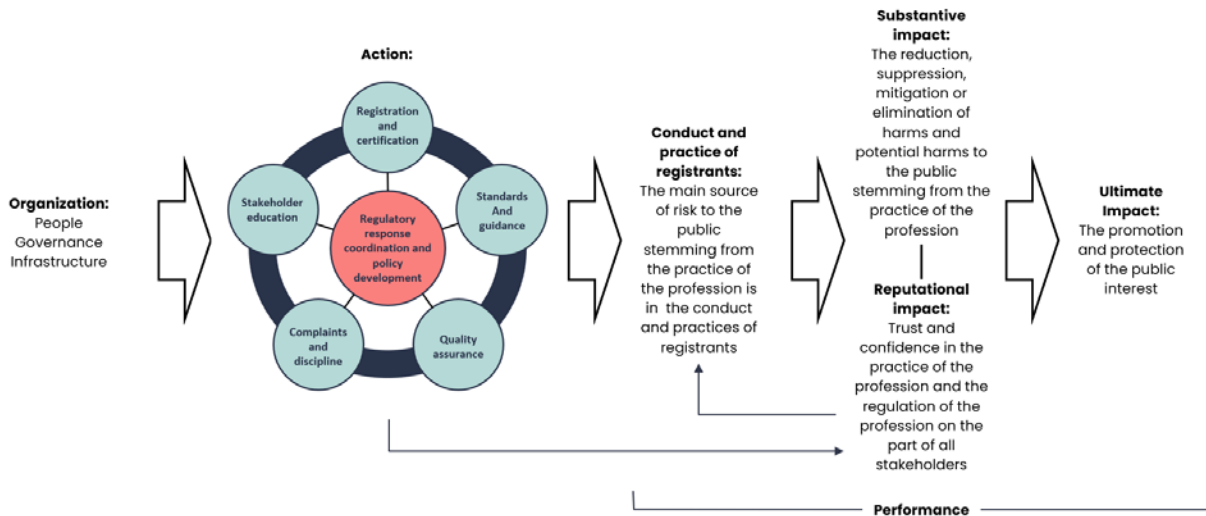 Organization:
People
Governance
Infrastructure
Action:
Registration
and
certification
Standards
And
guidance
Quality
assurance
Complaints
and
discipline
Stakeholder
education
Regulatory
response
coordination and
policy
development
Conduct and
practice of
registrants:
The main source
of risk to the
public
stemming from
the practice of
the profession is
in the conduct
and practices of
registrants
Substantive
impact:
The reduction,
suppression,
mitigation or
elimination of
harms and
potential harms to
the public
stemming from the
practice of the
profession
Reputational
impact:
Trust and
confidence in the
practice of the
profession and the
regulation of the
profession on the
part of all
stakeholders
Ultimate
Impact:
The promotion
and protection
of the public
interest
Performance